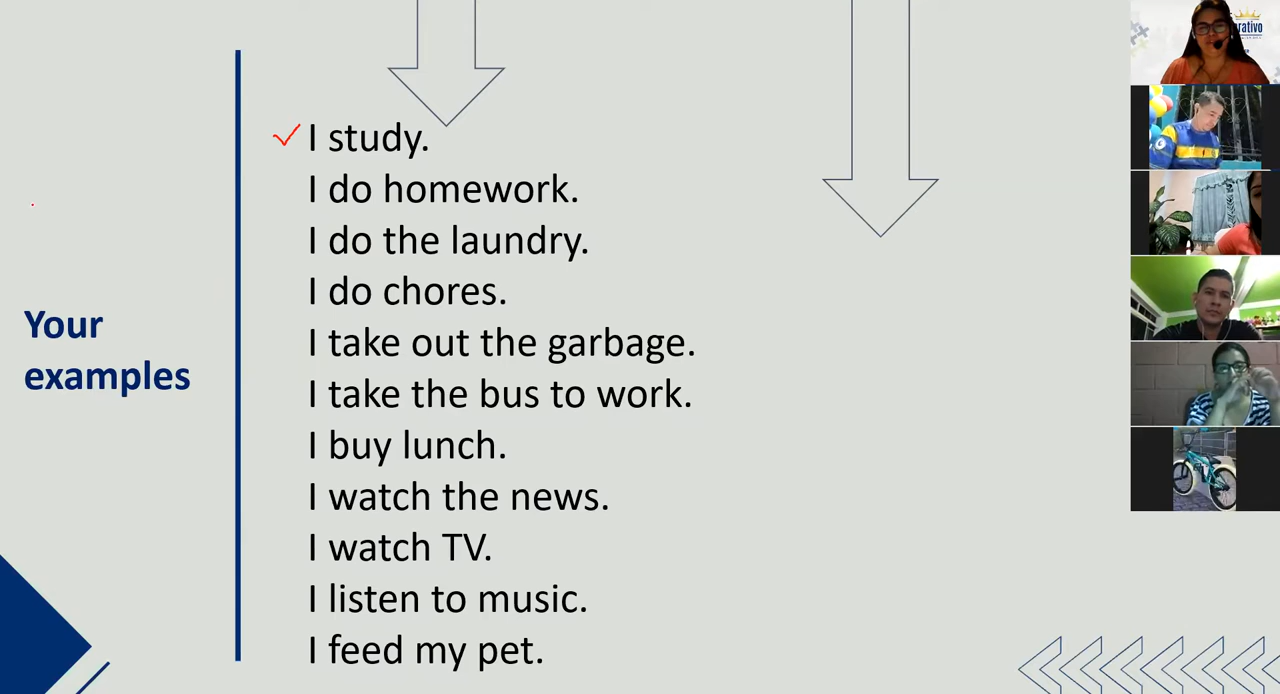 I study.
I do homework.
I do the laundry.
I do chores.
Your
examples
I take out the garbage.
I take the bus to work.
I buy lunch.
I watch the news.
I watch TV.
I listen to music.
I feed my pet.